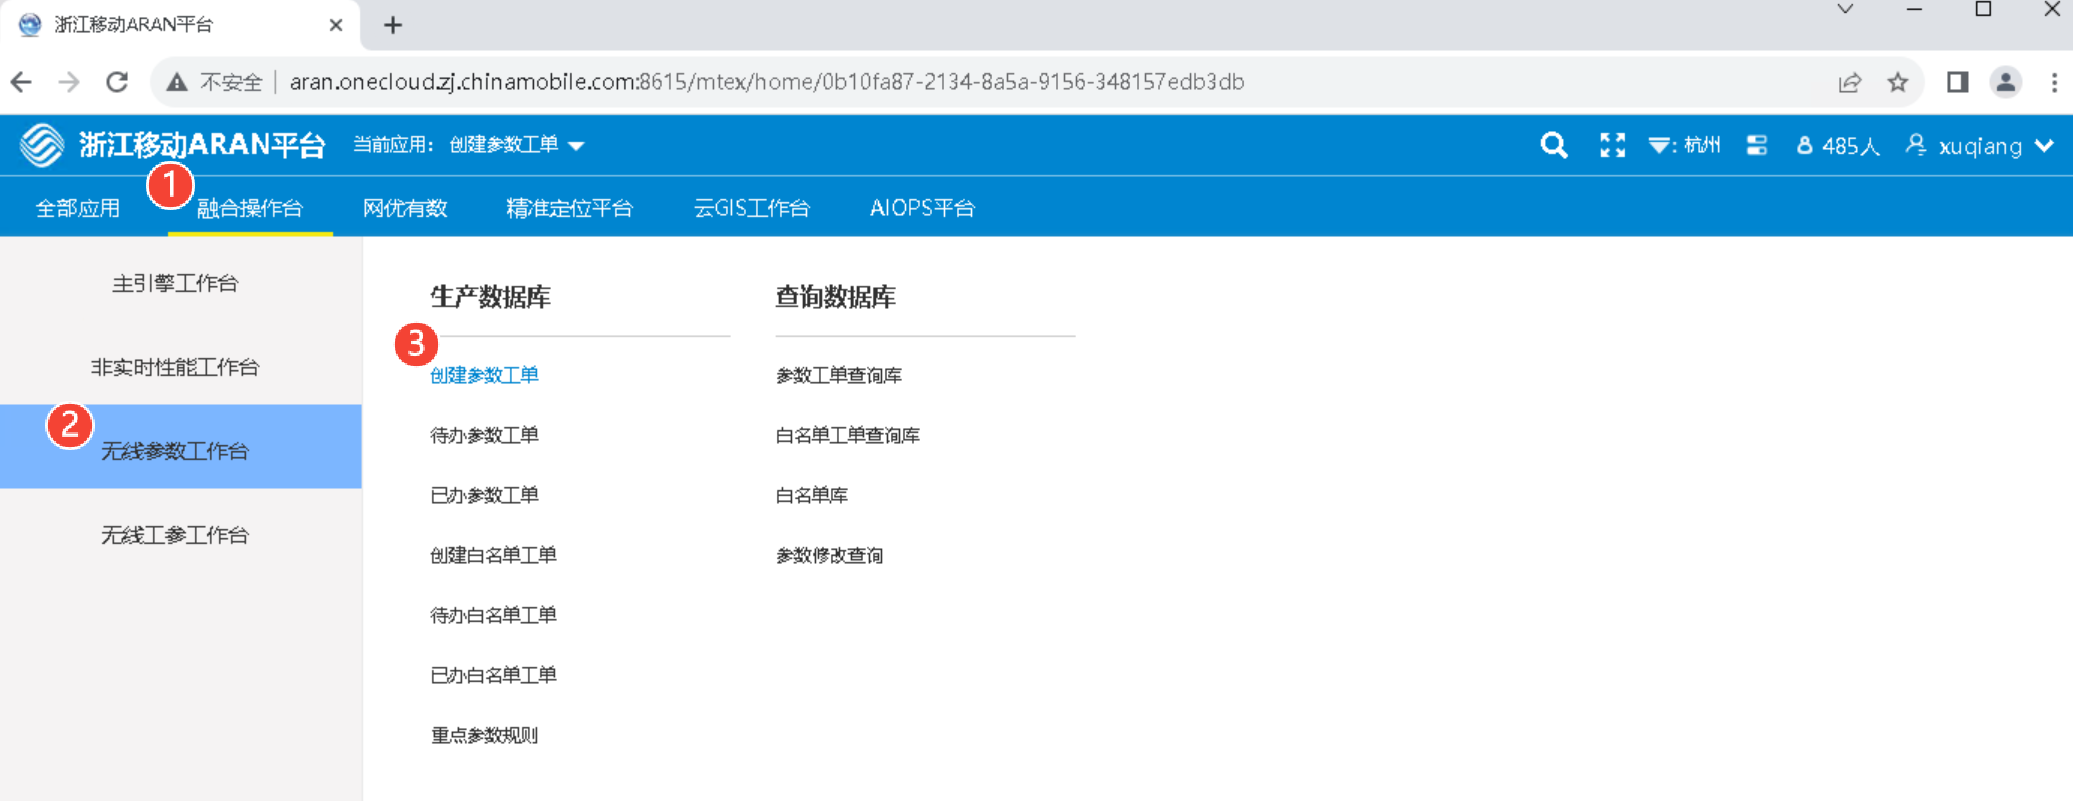 浙江移动ARAN平台
不安全 aran.onecloud.zj.chinamobile.com:8615/mtex/home/0b10fa87-2134-8a5a-9156-348157edb3db
浙江移动ARAN平台 当前应用: 创建参数工单 : 杭州 485人 xuqiang
1
全部应用 融合操作台 网优有数 精准定位平台 云GIS工作台 AIOPS平台
主引擎工作台
非实时性能工作台
2
无线参数工作台
无线工参工作台
生产数据库
3
创建参数工单
待办参数工单
已办参数工单
创建白名单工单
待办白名单工单
已办白名单工单
重点参数规则
查询数据库
参数工单查询库
白名单工单查询库
白名单库
参数修改查询